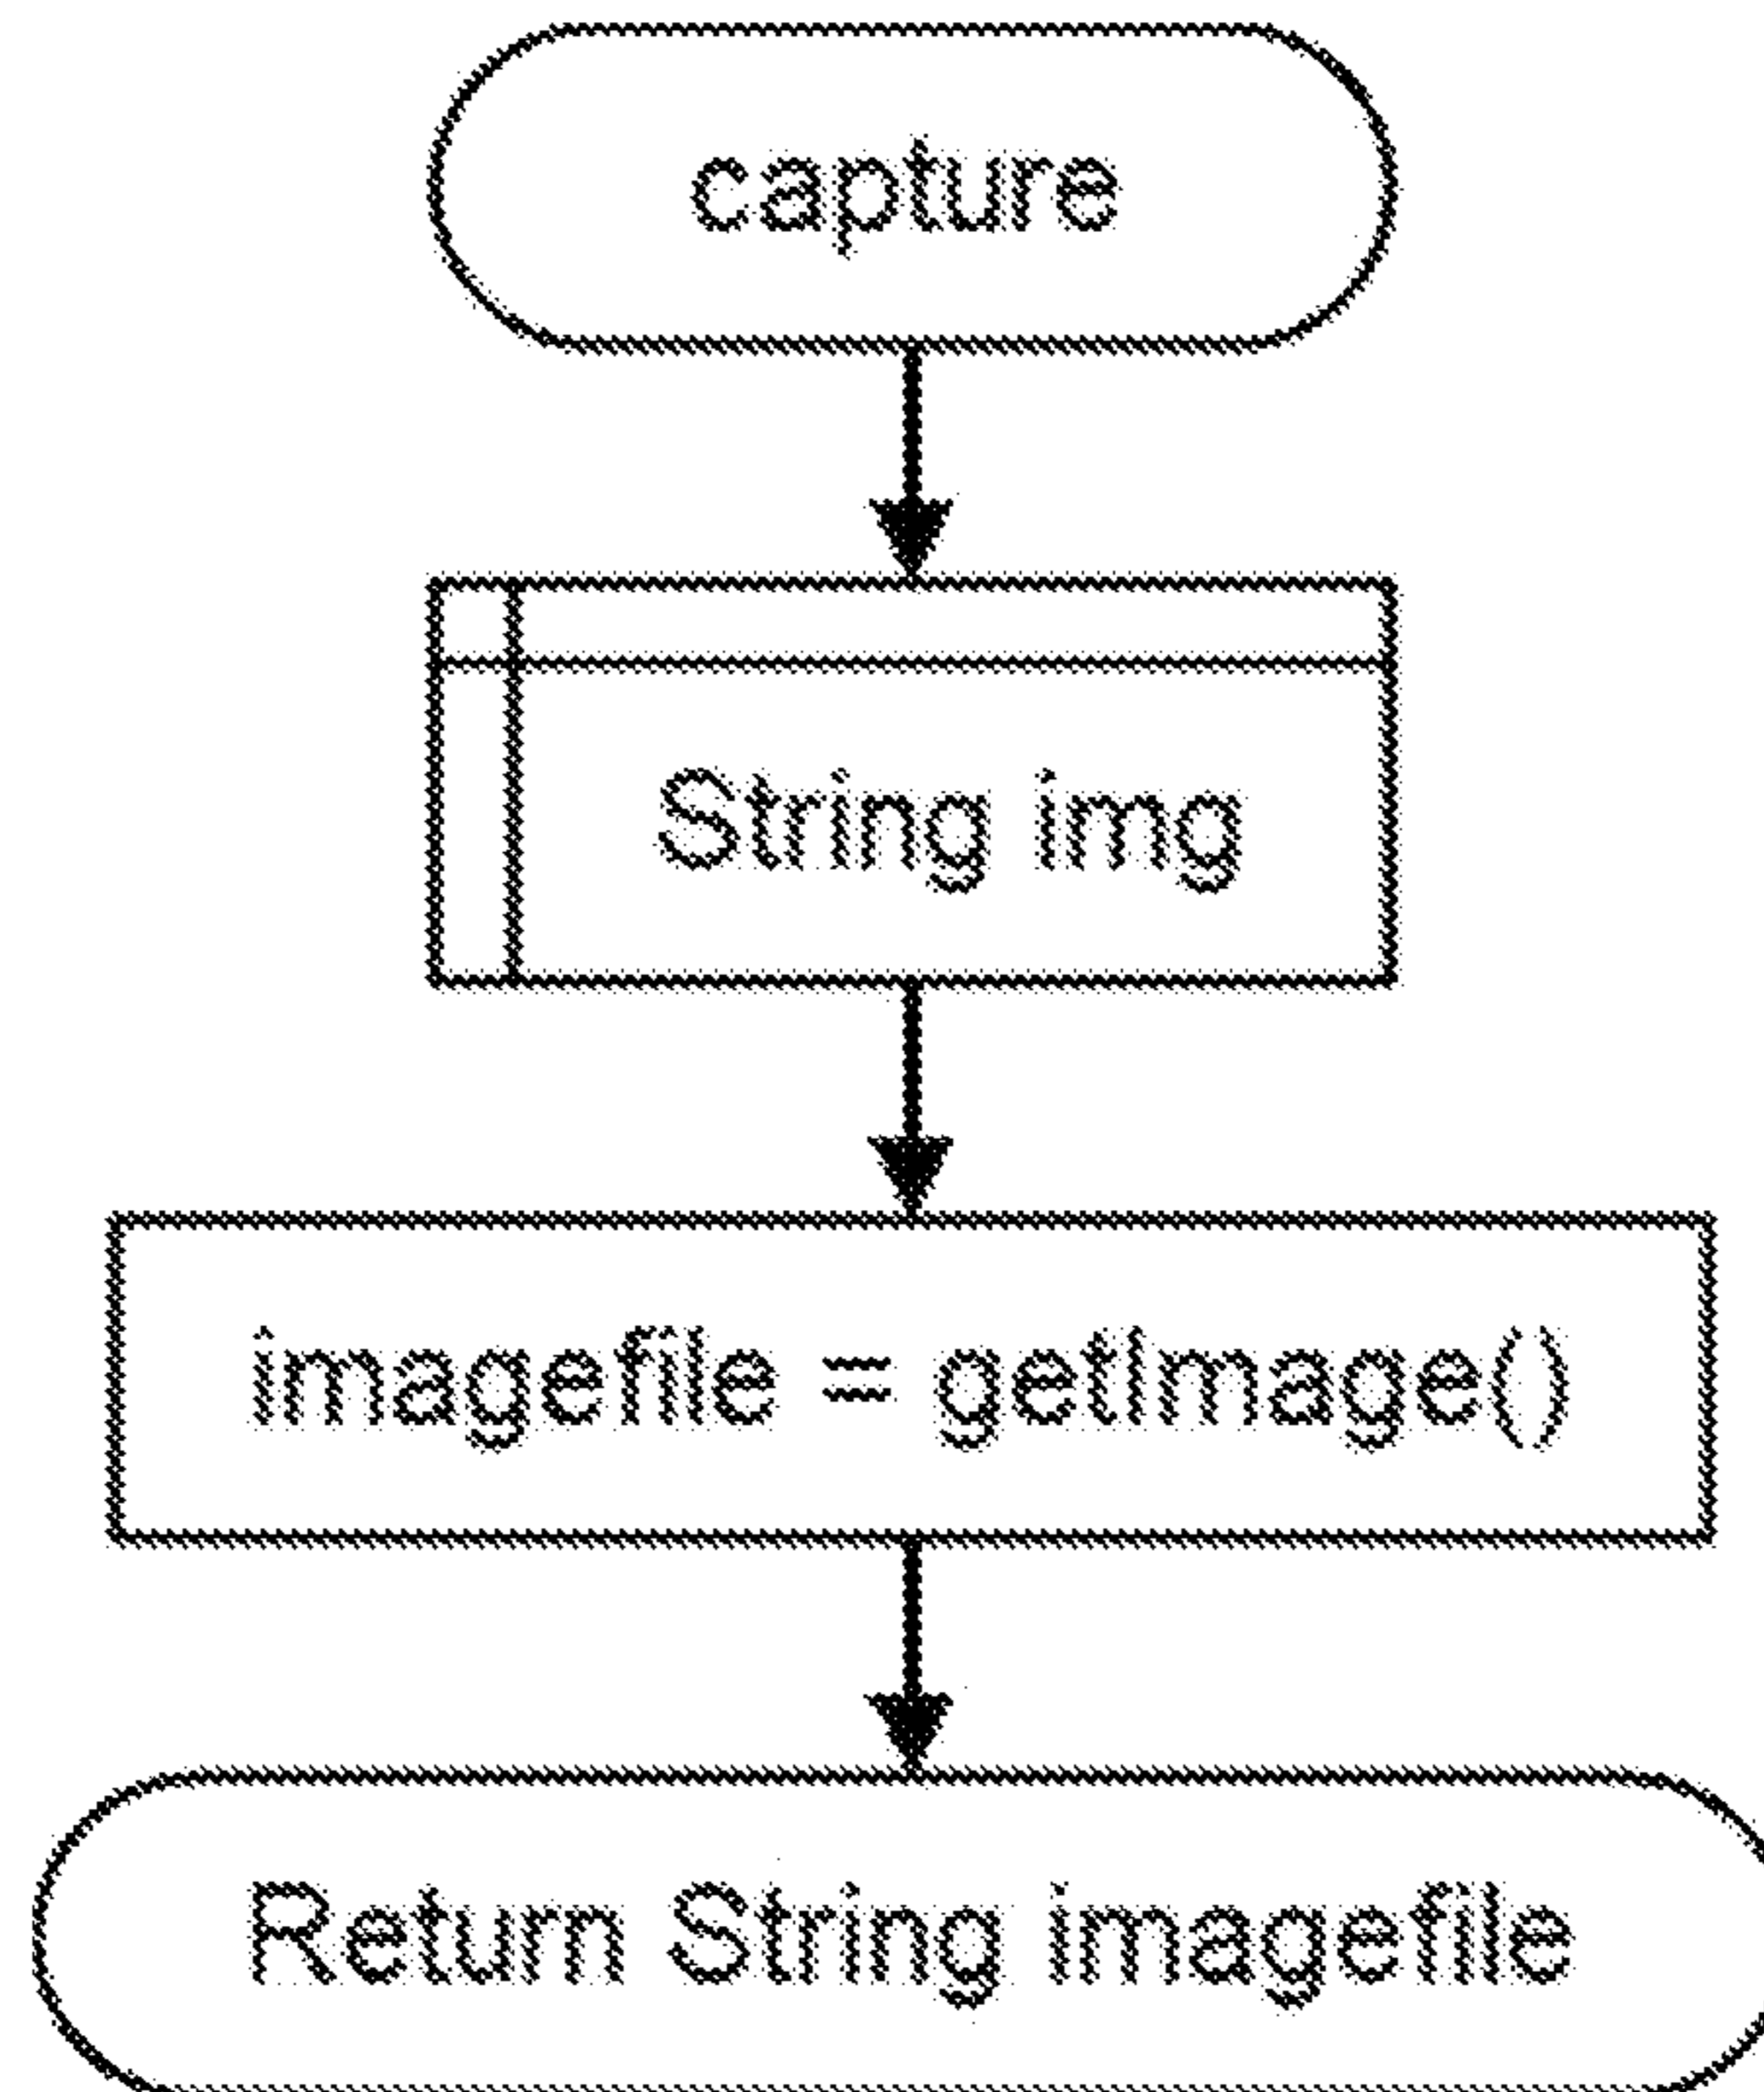 capture
String img
imagefile = getImage()
Return String imagefile